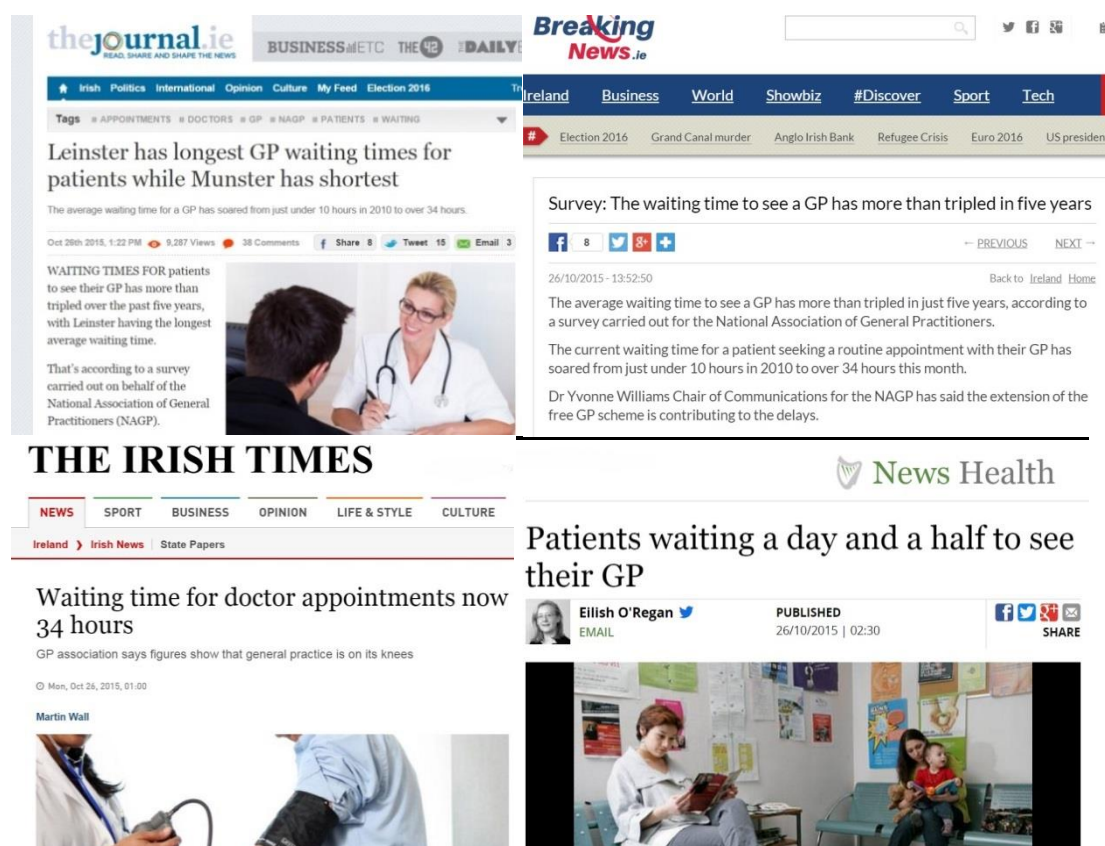 thejournal.ie
READ, SHARE AND SHAPE THE NEWS
BUSINESS ETC THE 42 DAILY
Irish Politics International Opinion Culture My Feed Election 2016
Tags APPOINTMENTS DOCTORS GP NAGP PATIENTS WAITING
Leinster has longest GP waiting times for
patients while Munster has shortest
The average waiting time for a GP has soared from just under 10 hours in 2010 to over 34 hours.
Oct 26th 2015, 1:22 PM 9,287 Views 38 Comments Share 8 Tweet 15 Email 3
WAITING TIMES FOR patients
to see their GP has more than
tripled over the past five years,
with Leinster having the longest
average waiting time.
That's according to a survey
carried out on behalf of the
National Association of General
Practitioners (NAGP).
Breaking
News.ie
Ireland Business World Showbiz #Discover Sport Tech
# Election 2016 Grand Canal murder Anglo Irish Bank Refugee Crisis Euro 2016 US presiden
Survey: The waiting time to see a GP has more than tripled in five years
8 ← PREVIOUS NEXT →
26/10/2015 - 13:52:50 Back to Ireland Home
The average waiting time to see a GP has more than tripled in just five years, according to
a survey carried out for the National Association of General Practitioners.
The current waiting time for a patient seeking a routine appointment with their GP has
soared from just under 10 hours in 2010 to over 34 hours this month.
Dr Yvonne Williams Chair of Communications for the NAGP has said the extension of the
free GP scheme is contributing to the delays.
THE IRISH TIMES
NEWS SPORT BUSINESS OPINION LIFE & STYLE CULTURE
Ireland ❯ Irish News | State Papers
Waiting time for doctor appointments now
34 hours
GP association says figures show that general practice is on its knees
Mon, Oct 26, 2015, 01:00
Martin Wall
News Health
Patients waiting a day and a half to see
their GP
Eilish O'Regan PUBLISHED
EMAIL 26/10/2015 | 02:30 SHARE